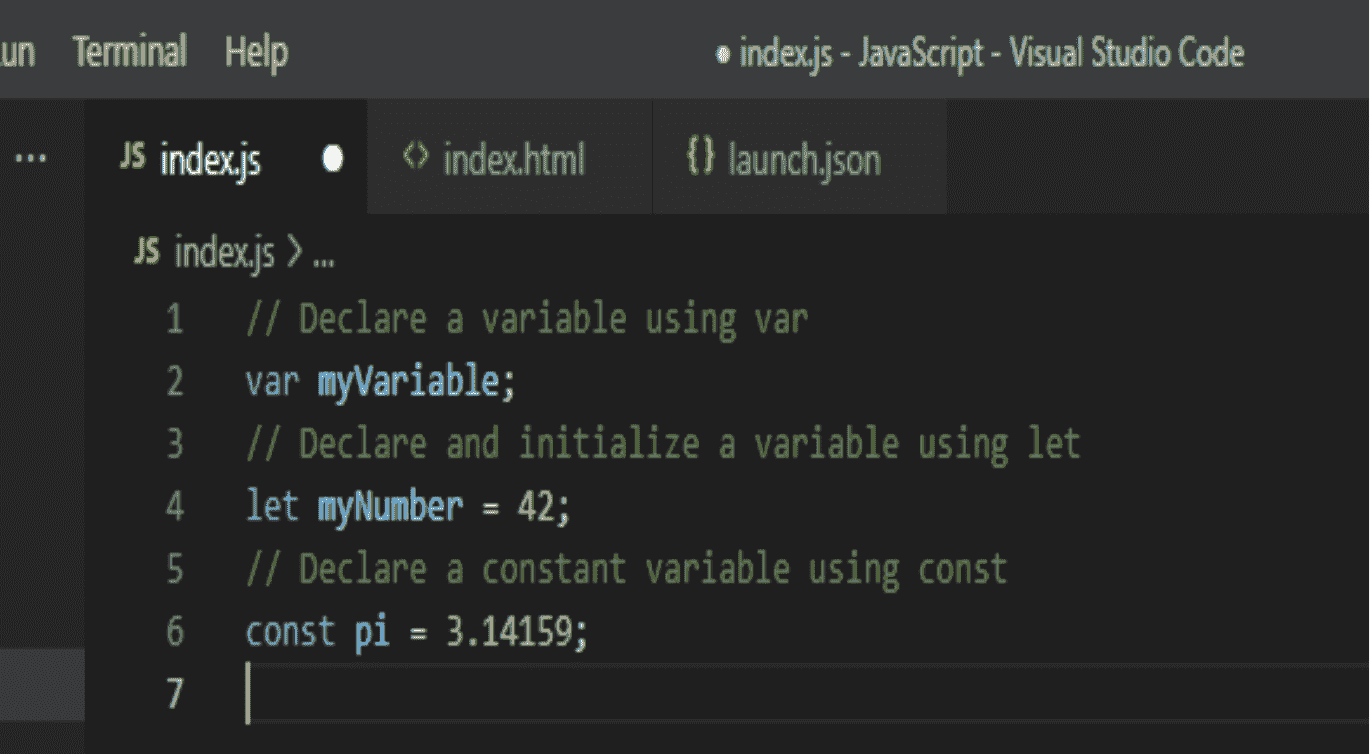 un Terminal Help ● index.js - JavaScript - Visual Studio Code
... JS index.js ● <> index.html {} launch.json
JS index.js > ...
1 // Declare a variable using var
2 var myVariable;
3 // Declare and initialize a variable using let
4 let myNumber = 42;
5 // Declare a constant variable using const
6 const pi = 3.14159;
7